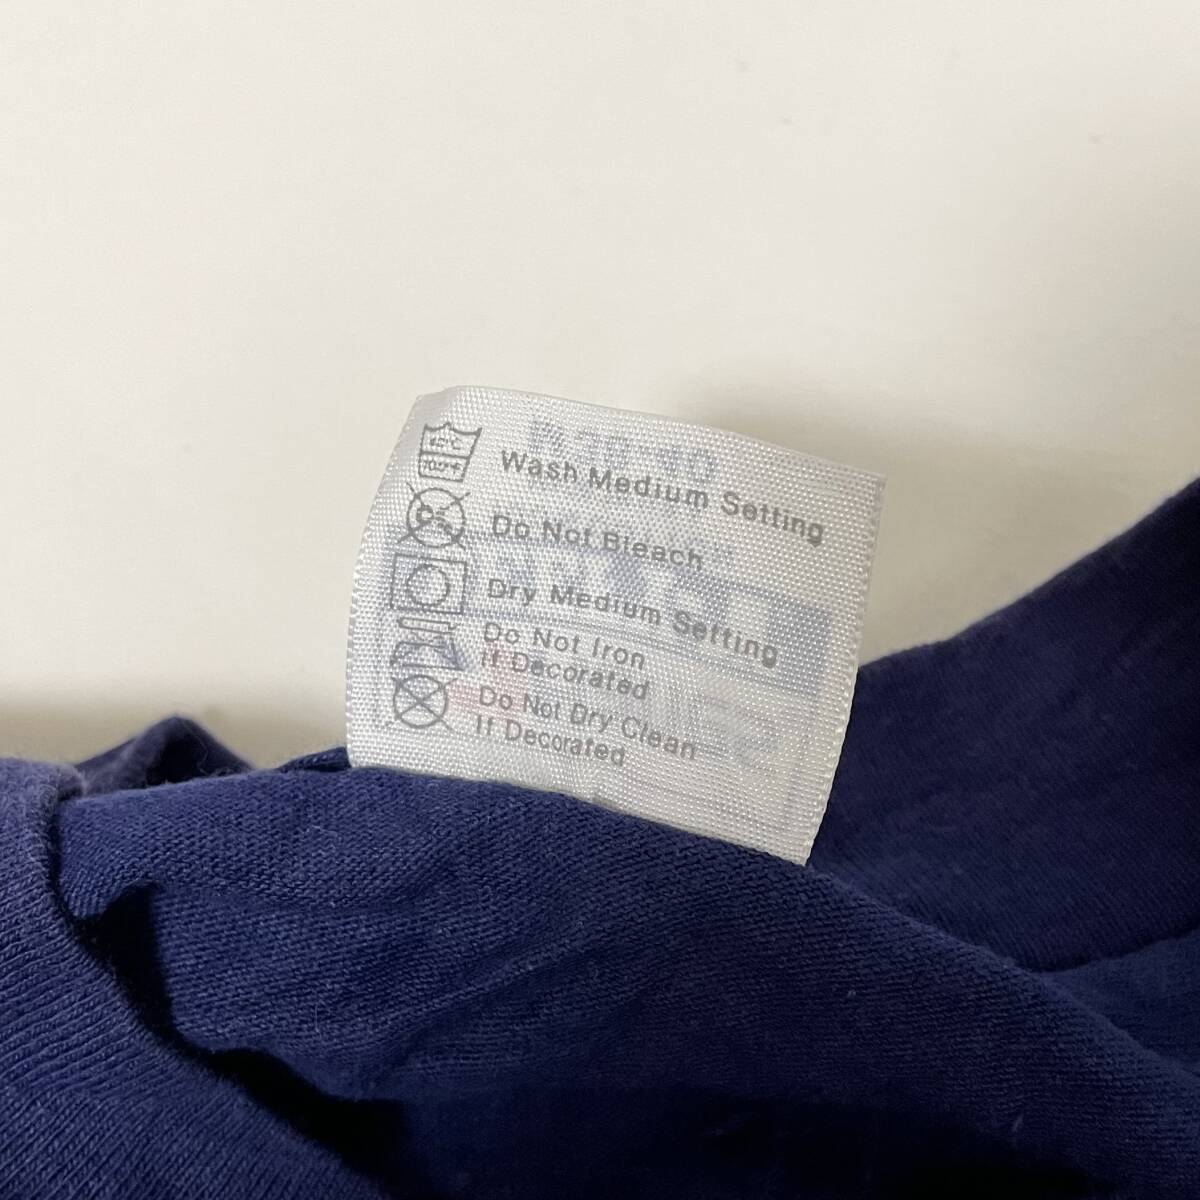 Wash Medium Setting
Do Not Bleach
Dry Medium Setting
Do Not Iron
If Decorated
Do Not Dry Clean
If Decorated